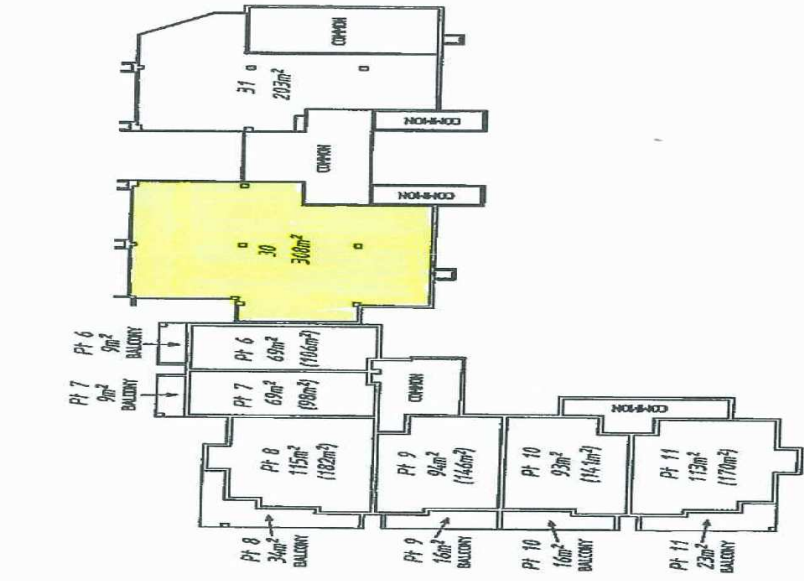 COMMON
31
203m²
COMMON
COMMON
COMMON
30
308m²
Pt 6
9m²
BALCONY
Pt 6
69m²
(106m²)
Pt 7
9m²
BALCONY
Pt 7
69m²
(98m²)
COMMON
COMMON
Pt 8
115m²
(182m²)
Pt 9
94m²
(146m²)
Pt 10
93m²
(141m²)
Pt 11
113m²
(170m²)
Pt 8
34m²
BALCONY
Pt 9
16m²
BALCONY
Pt 10
16m²
BALCONY
Pt 11
23m²
BALCONY